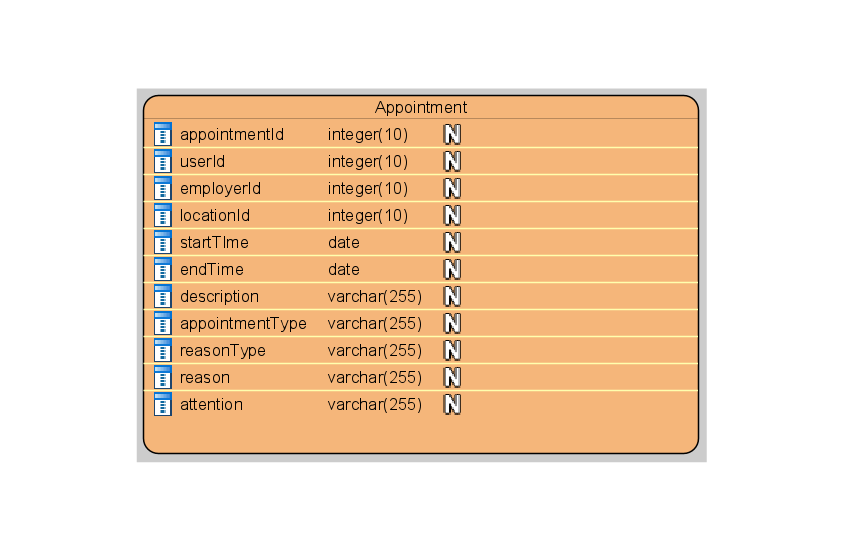 Appointment
appointmentId integer(10) N
userId integer(10) N
employerId integer(10) N
locationId integer(10) N
startTIme date N
endTime date N
description varchar(255) N
appointmentType varchar(255) N
reasonType varchar(255) N
reason varchar(255) N
attention varchar(255) N